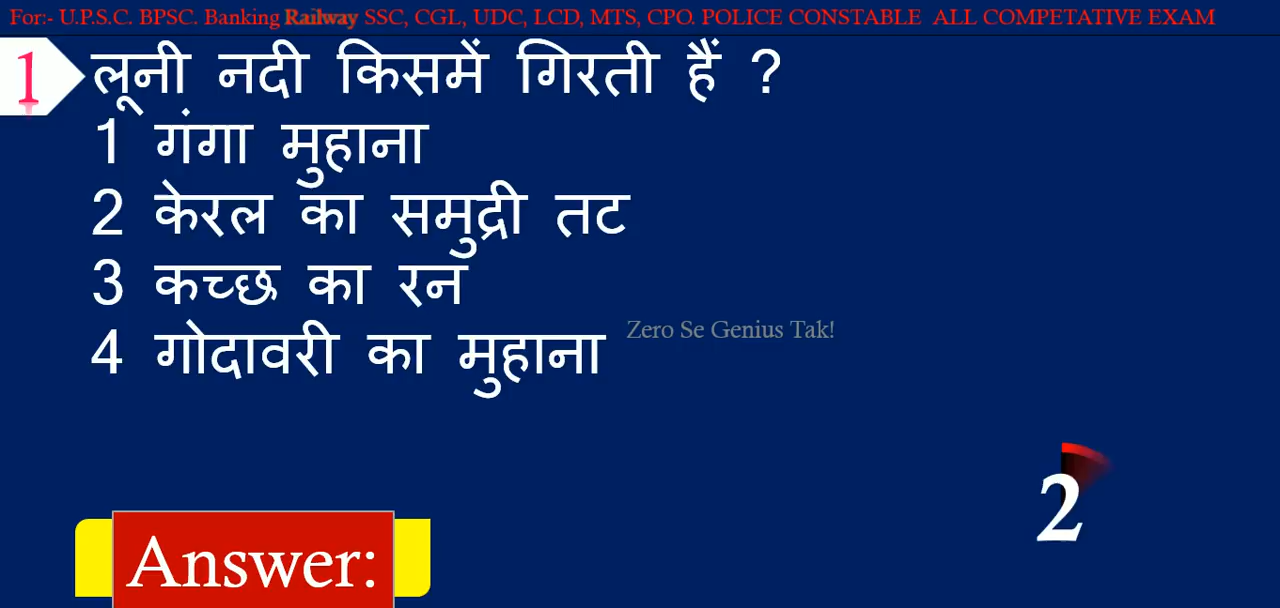 For:- U.P.S.C. BPSC. Banking Railway SSC, CGL, UDC, LCD, MTS, CPO. POLICE CONSTABLE ALL COMPETATIVE EXAM
1 लूनी नदी किसमें गिरती हैं ?
1 गंगा मुहाना
2 केरल का समुद्री तट
3 कच्छ का रन
Zero Se Genius Tak!
4 गोदावरी का मुहाना
2
Answer: